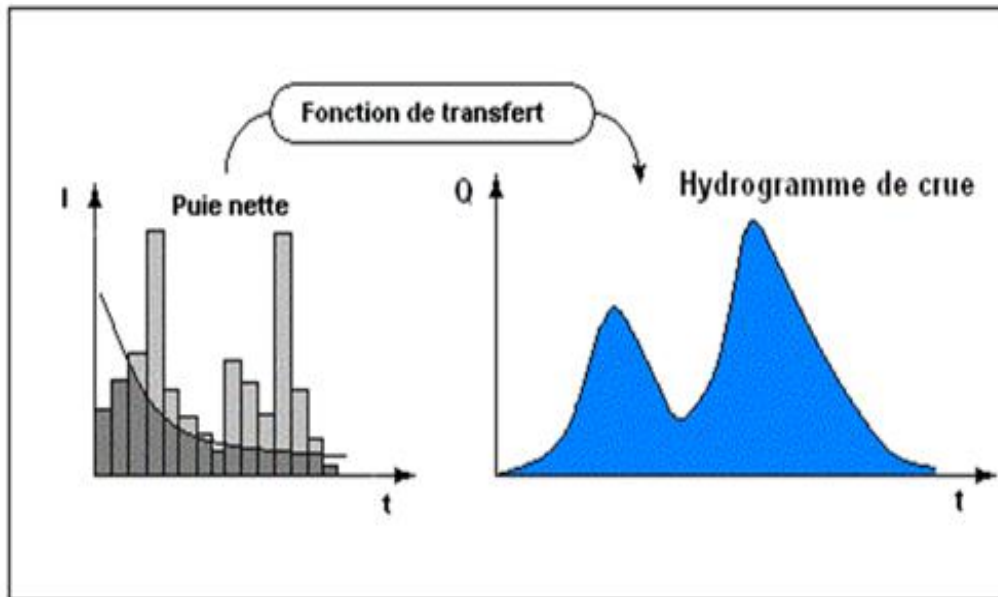 Fonction de transfert
I
Puie nette
t
Q
Hydrogramme de crue
t